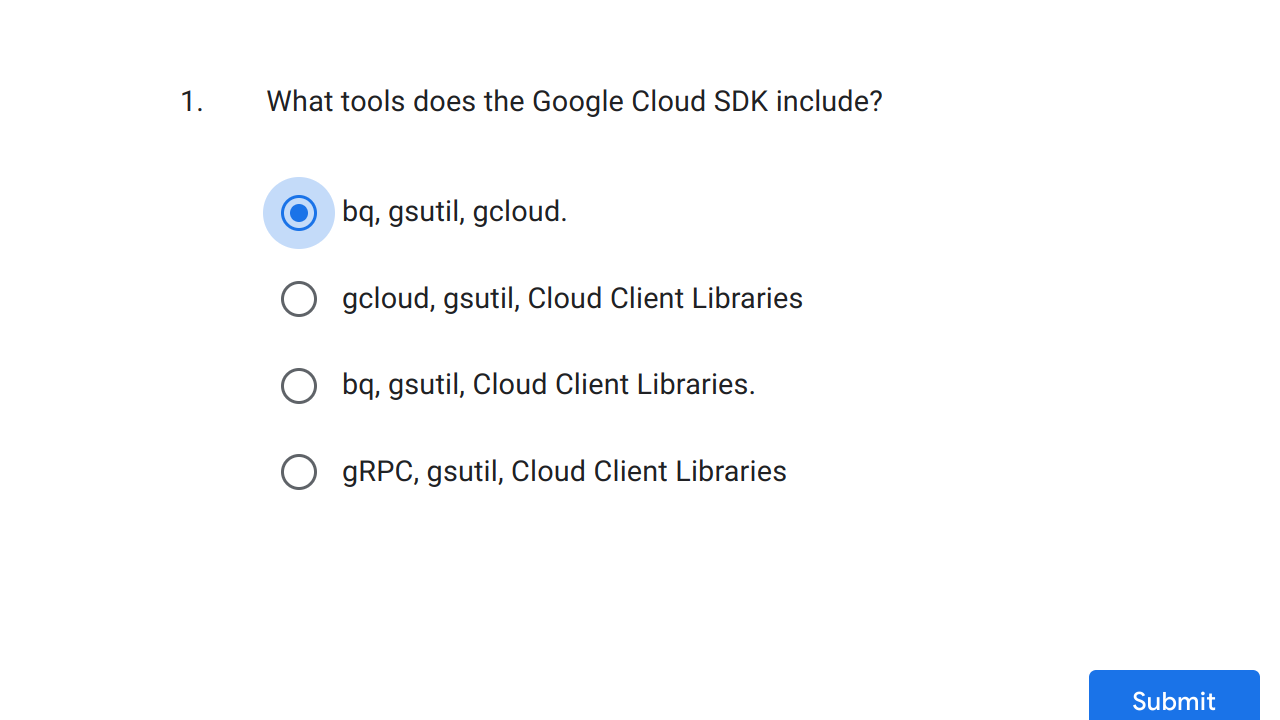 1. What tools does the Google Cloud SDK include?
bq, gsutil, gcloud.
gcloud, gsutil, Cloud Client Libraries
bq, gsutil, Cloud Client Libraries.
gRPC, gsutil, Cloud Client Libraries
Submit